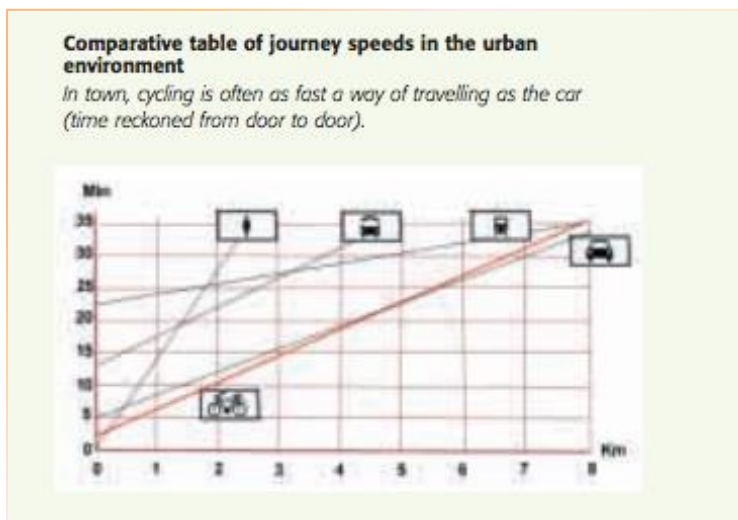 Comparative table of journey speeds in the urban
environment
In town, cycling is often as fast a way of travelling as the car
(time reckoned from door to door).
Min
35
30
25
20
15
10
5
0
0 1 2 3 4 5 6 7 8 Km